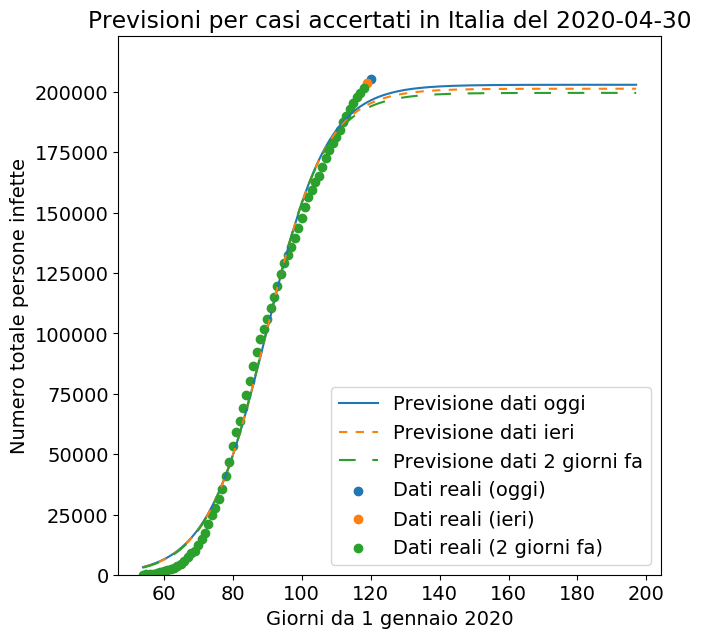 Previsioni per casi accertati in Italia del 2020-04-30
Numero totale persone infette
200000
175000
150000
125000
100000
75000
50000
25000
0
60 80 100 120 140 160 180 200
Giorni da 1 gennaio 2020
Previsione dati oggi
Previsione dati ieri
Previsione dati 2 giorni fa
Dati reali (oggi)
Dati reali (ieri)
Dati reali (2 giorni fa)